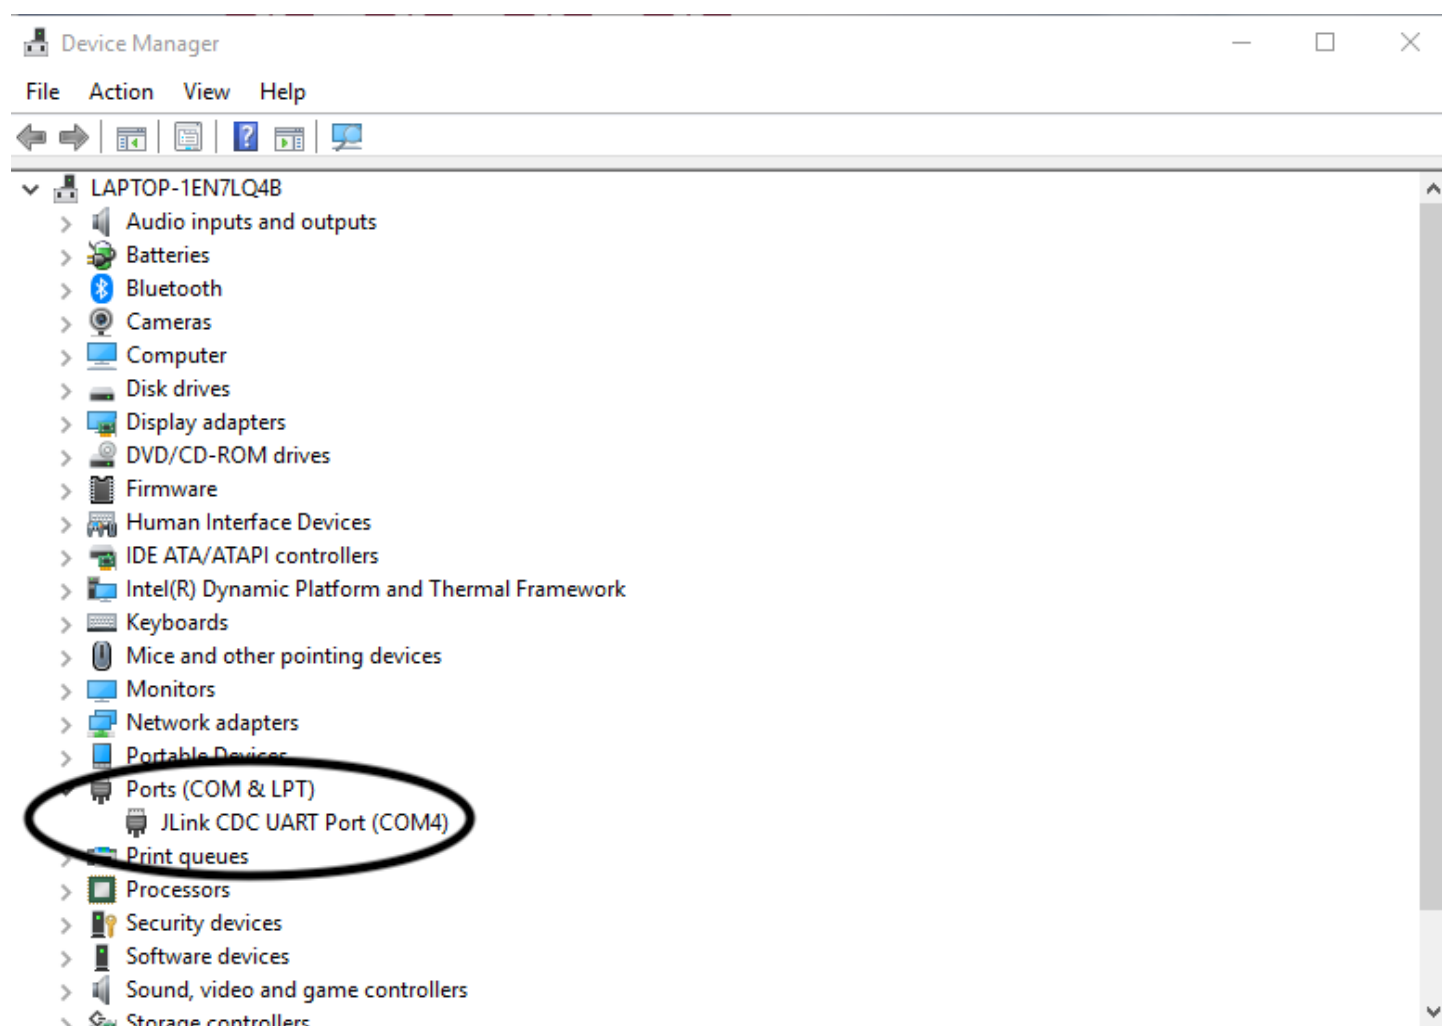 Device Manager
File Action View Help
LAPTOP-1EN7LQ4B
Audio inputs and outputs
Batteries
Bluetooth
Cameras
Computer
Disk drives
Display adapters
DVD/CD-ROM drives
Firmware
Human Interface Devices
IDE ATA/ATAPI controllers
Intel(R) Dynamic Platform and Thermal Framework
Keyboards
Mice and other pointing devices
Monitors
Network adapters
Portable Devices
Ports (COM & LPT)
JLink CDC UART Port (COM4)
Print queues
Processors
Security devices
Software devices
Sound, video and game controllers
Storage controllers